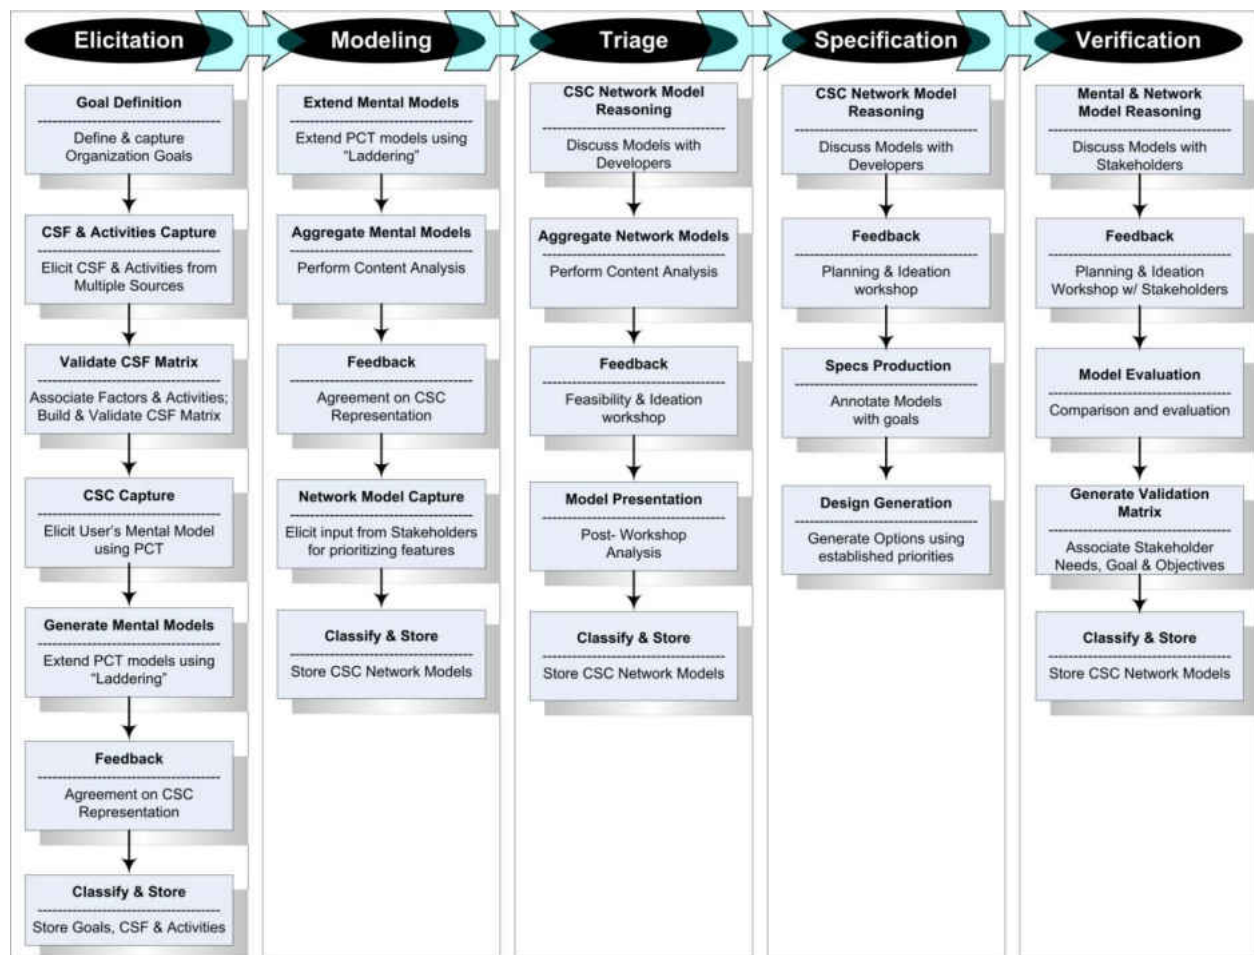 Elicitation
Modeling
Triage
Specification
Verification
Goal Definition
Define & capture
Organization Goals
CSF & Activities Capture
Elicit CSF & Activities from
Multiple Sources
Validate CSF Matrix
Associate Factors & Activities;
Build & Validate CSF Matrix
CSC Capture
Elicit User's Mental Model
using PCT
Generate Mental Models
Extend PCT models using
“Laddering”
Feedback
Agreement on CSC
Representation
Classify & Store
Store Goals, CSF & Activities
Extend Mental Models
Extend PCT models using
“Laddering”
Aggregate Mental Models
Perform Content Analysis
Feedback
Agreement on CSC
Representation
Network Model Capture
Elicit input from Stakeholders
for prioritizing features
Classify & Store
Store CSC Network Models
CSC Network Model
Reasoning
Discuss Models with
Developers
Aggregate Network Models
Perform Content Analysis
Feedback
Feasibility & Ideation
workshop
Model Presentation
Post- Workshop
Analysis
Classify & Store
Store CSC Network Models
CSC Network Model
Reasoning
Discuss Models with
Developers
Feedback
Planning & Ideation
workshop
Specs Production
Annotate Models
with goals
Design Generation
Generate Options using
established priorities
Mental & Network
Model Reasoning
Discuss Models with
Stakeholders
Feedback
Planning & Ideation
Workshop w/ Stakeholders
Model Evaluation
Comparison and evaluation
Generate Validation
Matrix
Associate Stakeholder
Needs, Goal & Objectives
Classify & Store
Store CSC Network Models